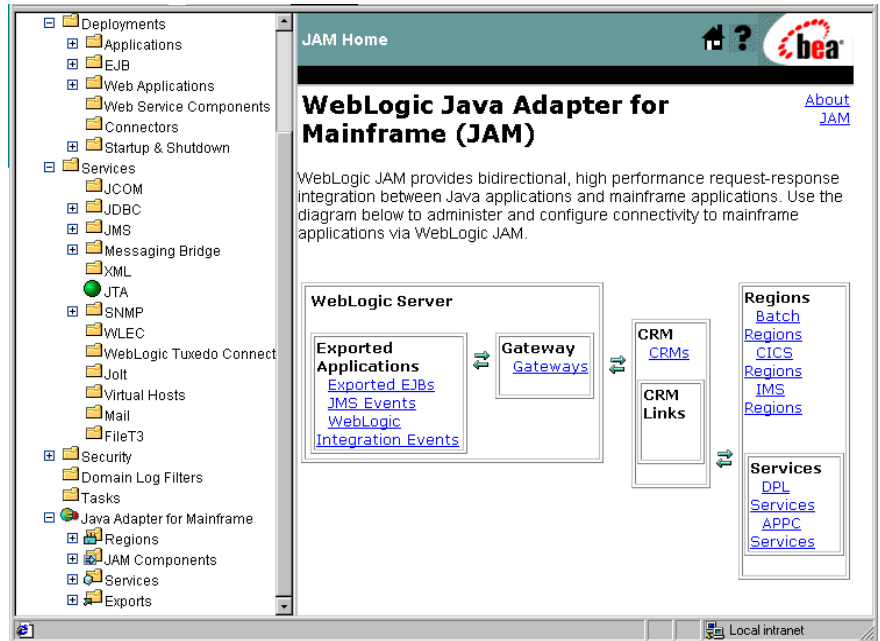 Deployments
Applications
EJB
Web Applications
Web Service Components
Connectors
Startup & Shutdown
Services
JCOM
JDBC
JMS
Messaging Bridge
XML
JTA
SNMP
WLEC
WebLogic Tuxedo Connect
Jolt
Virtual Hosts
Mail
FileT3
Security
Domain Log Filters
Tasks
Java Adapter for Mainframe
Regions
JAM Components
Services
Exports
JAM Home
?
bea
WebLogic Java Adapter for
Mainframe (JAM)
About
JAM
WebLogic JAM provides bidirectional, high performance request-response
integration between Java applications and mainframe applications. Use the
diagram below to administer and configure connectivity to mainframe
applications via WebLogic JAM.
WebLogic Server
Exported
Applications
Exported EJBs
JMS Events
WebLogic
Integration Events
Gateway
Gateways
CRM
CRMs
CRM
Links
Regions
Batch
Regions
CICS
Regions
IMS
Regions
Services
DPL
Services
APPC
Services
Local intranet